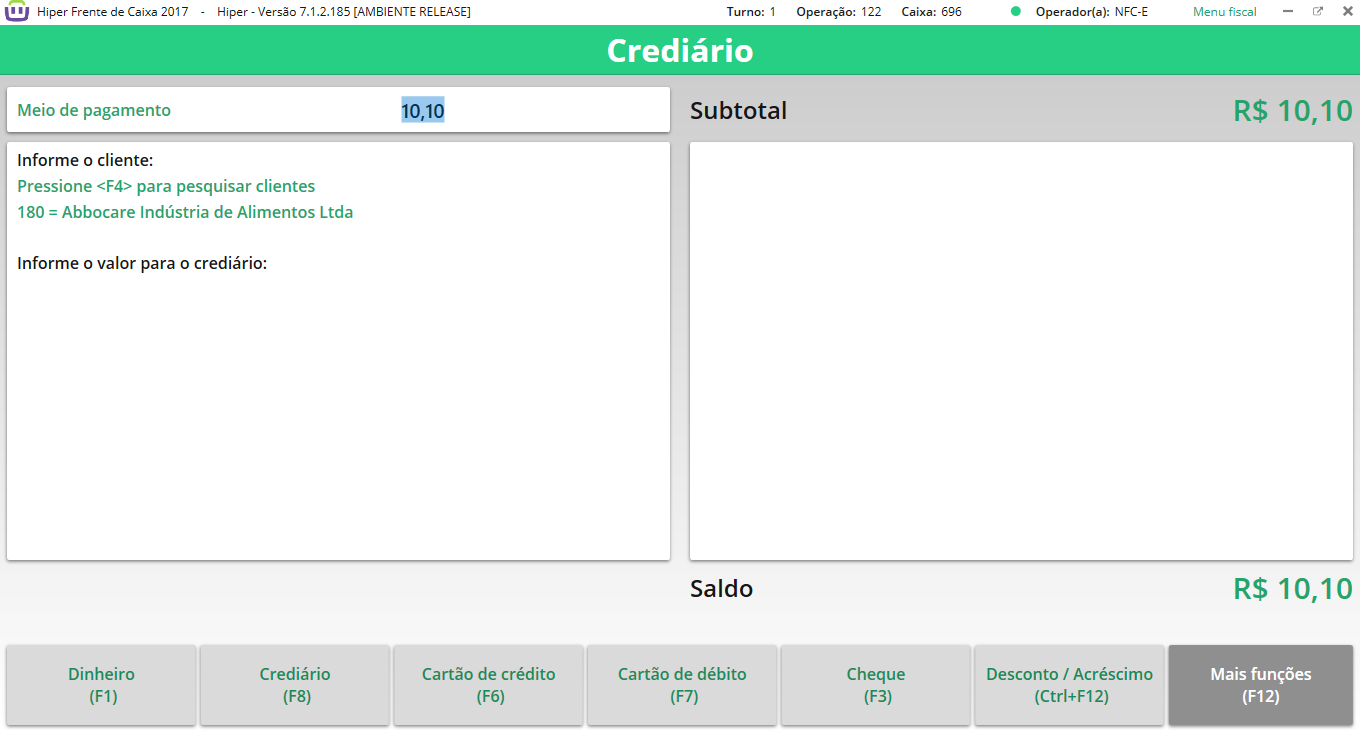 Hiper Frente de Caixa 2017 - Hiper - Versão 7.1.2.185 [AMBIENTE RELEASE] Turno: 1 Operação: 122 Caixa: 696 Operador(a): NFC-E Menu fiscal
Crediário
Meio de pagamento 10,10
Subtotal R$ 10,10
Informe o cliente:
Pressione <F4> para pesquisar clientes
180 = Abbocare Indústria de Alimentos Ltda
Informe o valor para o crediário:
Saldo R$ 10,10
Dinheiro
(F1)
Crediário
(F8)
Cartão de crédito
(F6)
Cartão de débito
(F7)
Cheque
(F3)
Desconto / Acréscimo
(Ctrl+F12)
Mais funções
(F12)